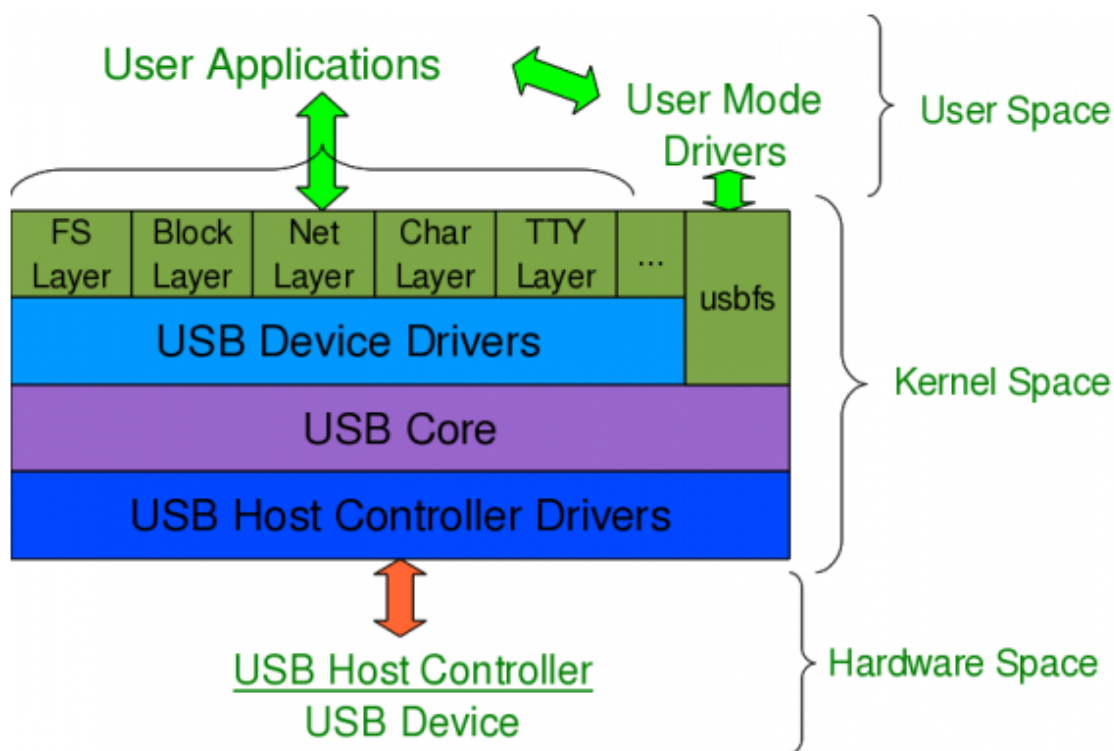 User Applications
User Mode
Drivers
User Space
FS
Layer
Block
Layer
Net
Layer
Char
Layer
TTY
Layer
...
usbfs
USB Device Drivers
Kernel Space
USB Core
USB Host Controller Drivers
USB Host Controller
USB Device
Hardware Space